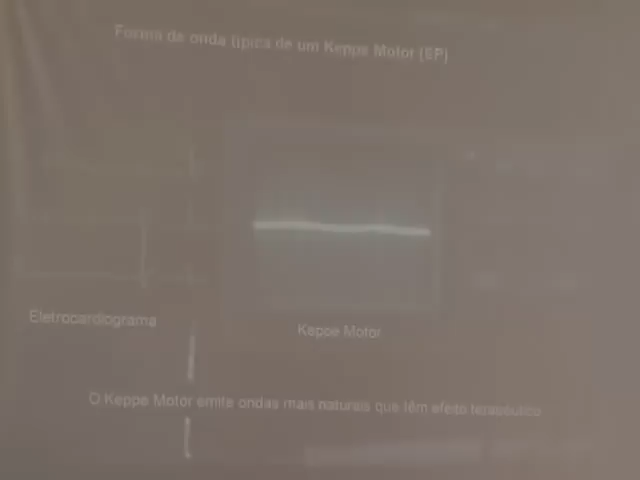 Forma da onda típica de um Keppe Motor (EP)
Eletrocardiograma
Keppe Motor
O Keppe Motor emite ondas mais naturais que têm efeito terapêutico